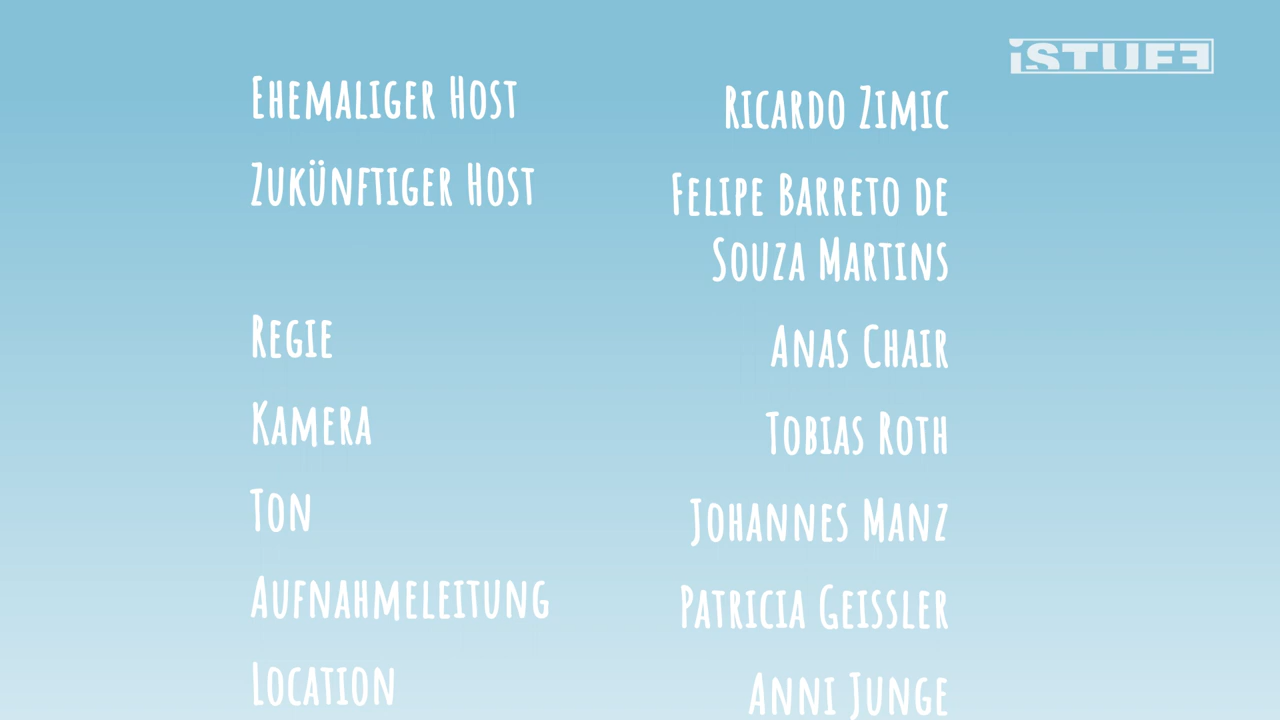 iSTUFF
Ehemaliger Host
Ricardo Zimic
Zukünftiger Host
Felipe Barreto de
Souza Martins
Regie
Anas Chair
Kamera
Tobias Roth
Ton
Johannes Manz
Aufnahmeleitung
Patricia Geissler
Location
Anni Junge